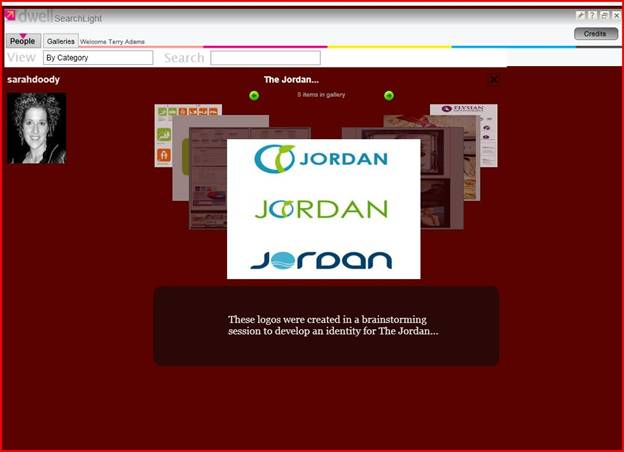 dwell SearchLight
Credits
People Galleries Welcome Terry Adams
View By Category Search
sarahdoody
The Jordan...
5 items in gallery
ELYSIAN
JORDAN
JORDAN
JORDAN
These logos were created in a brainstorming
session to develop an identity for The Jordan...